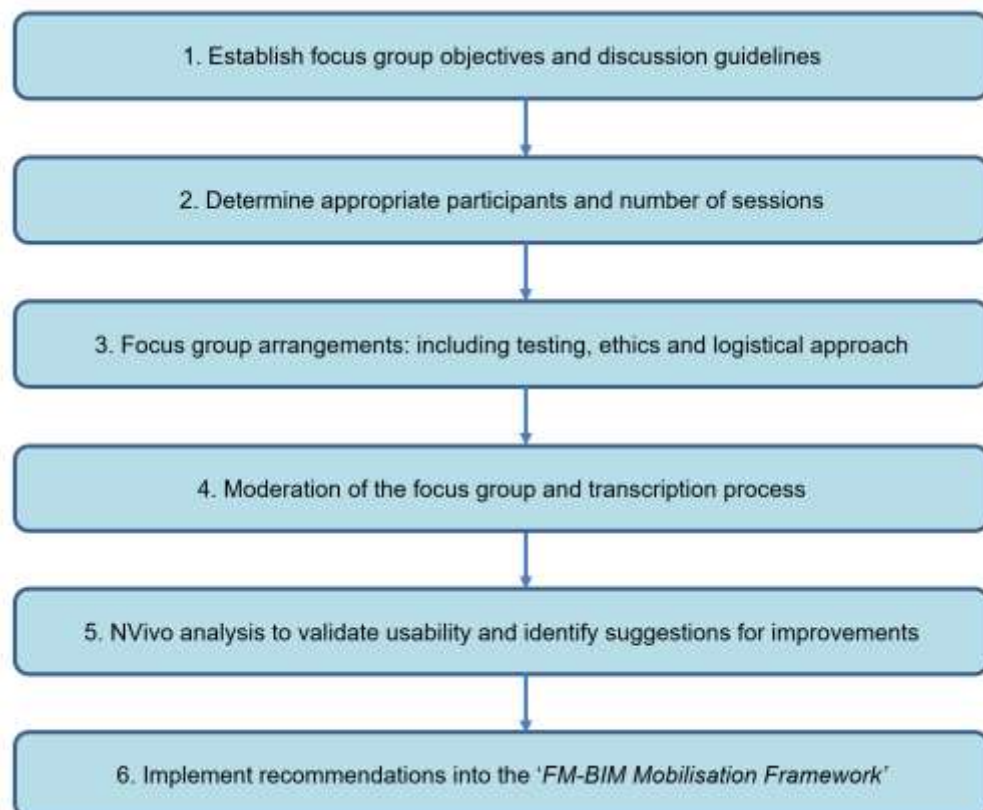 1. Establish focus group objectives and discussion guidelines
2. Determine appropriate participants and number of sessions
3. Focus group arrangements: including testing, ethics and logistical approach
4. Moderation of the focus group and transcription process
5. NVivo analysis to validate usability and identify suggestions for improvements
6. Implement recommendations into the ‘FM-BIM Mobilisation Framework’